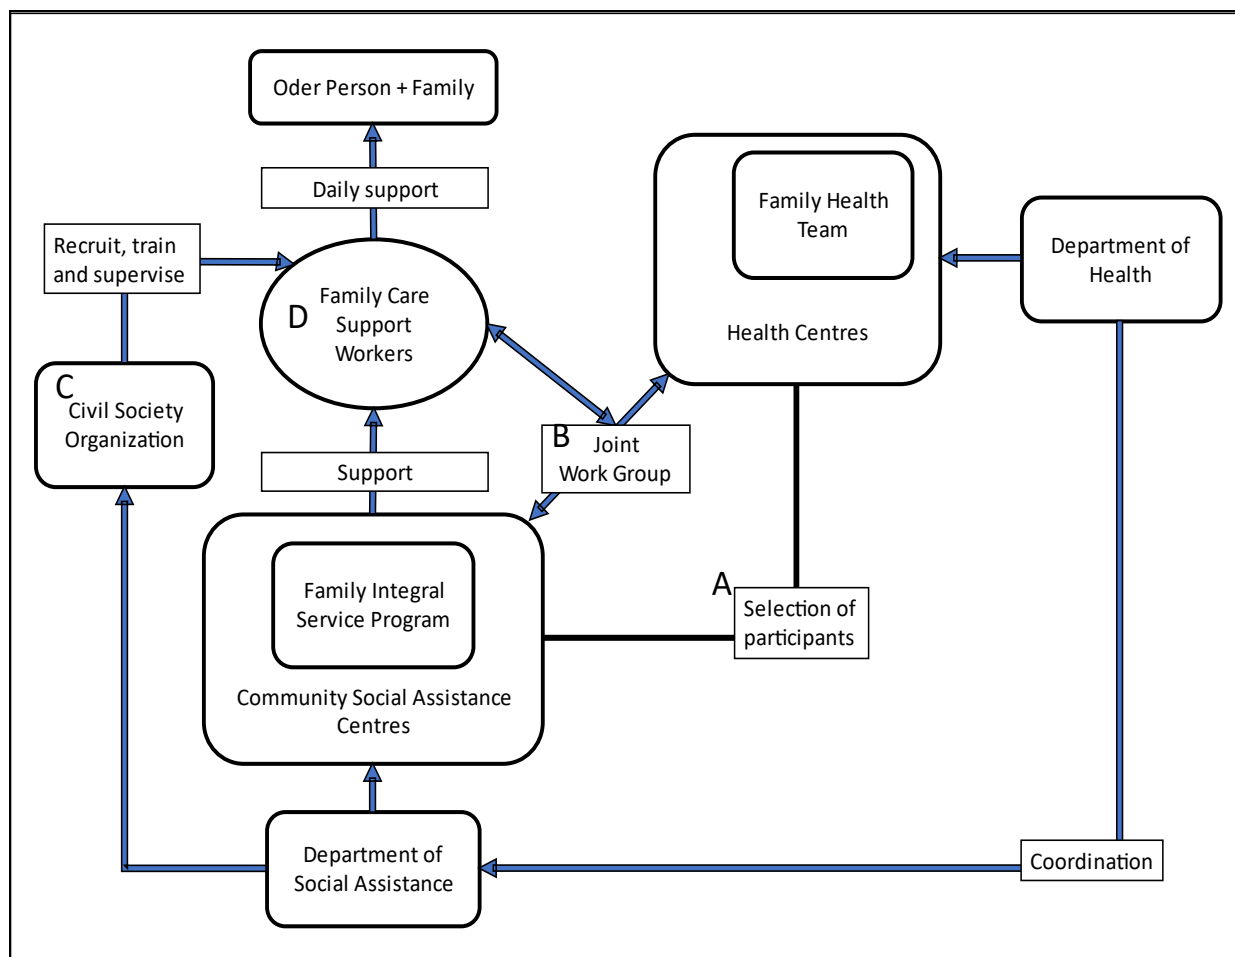 Oder Person + Family
Daily support
Recruit, train
and supervise
D
Family Care
Support
Workers
Family Health
Team
Health Centres
Department of
Health
C
Civil Society
Organization
B
Joint
Work Group
Support
Family Integral
Service Program
Community Social Assistance
Centres
A
Selection of
participants
Department of
Social Assistance
Coordination